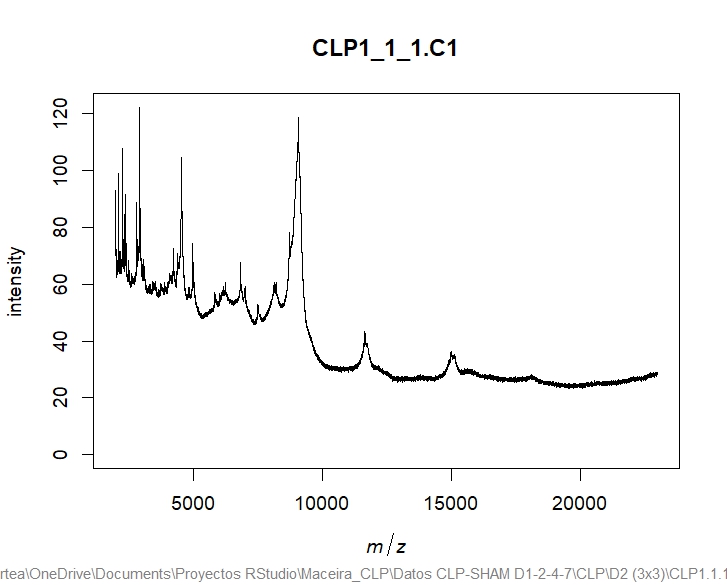 CLP1_1_1.C1
120
100
80
60
40
20
0
intensity
5000 10000 15000 20000
m/z
rtea\OneDrive\Documents\Proyectos RStudio\Maceira_CLP\Datos CLP-SHAM D1-2-4-7\CLP\D2 (3x3)\CLP1.1.1